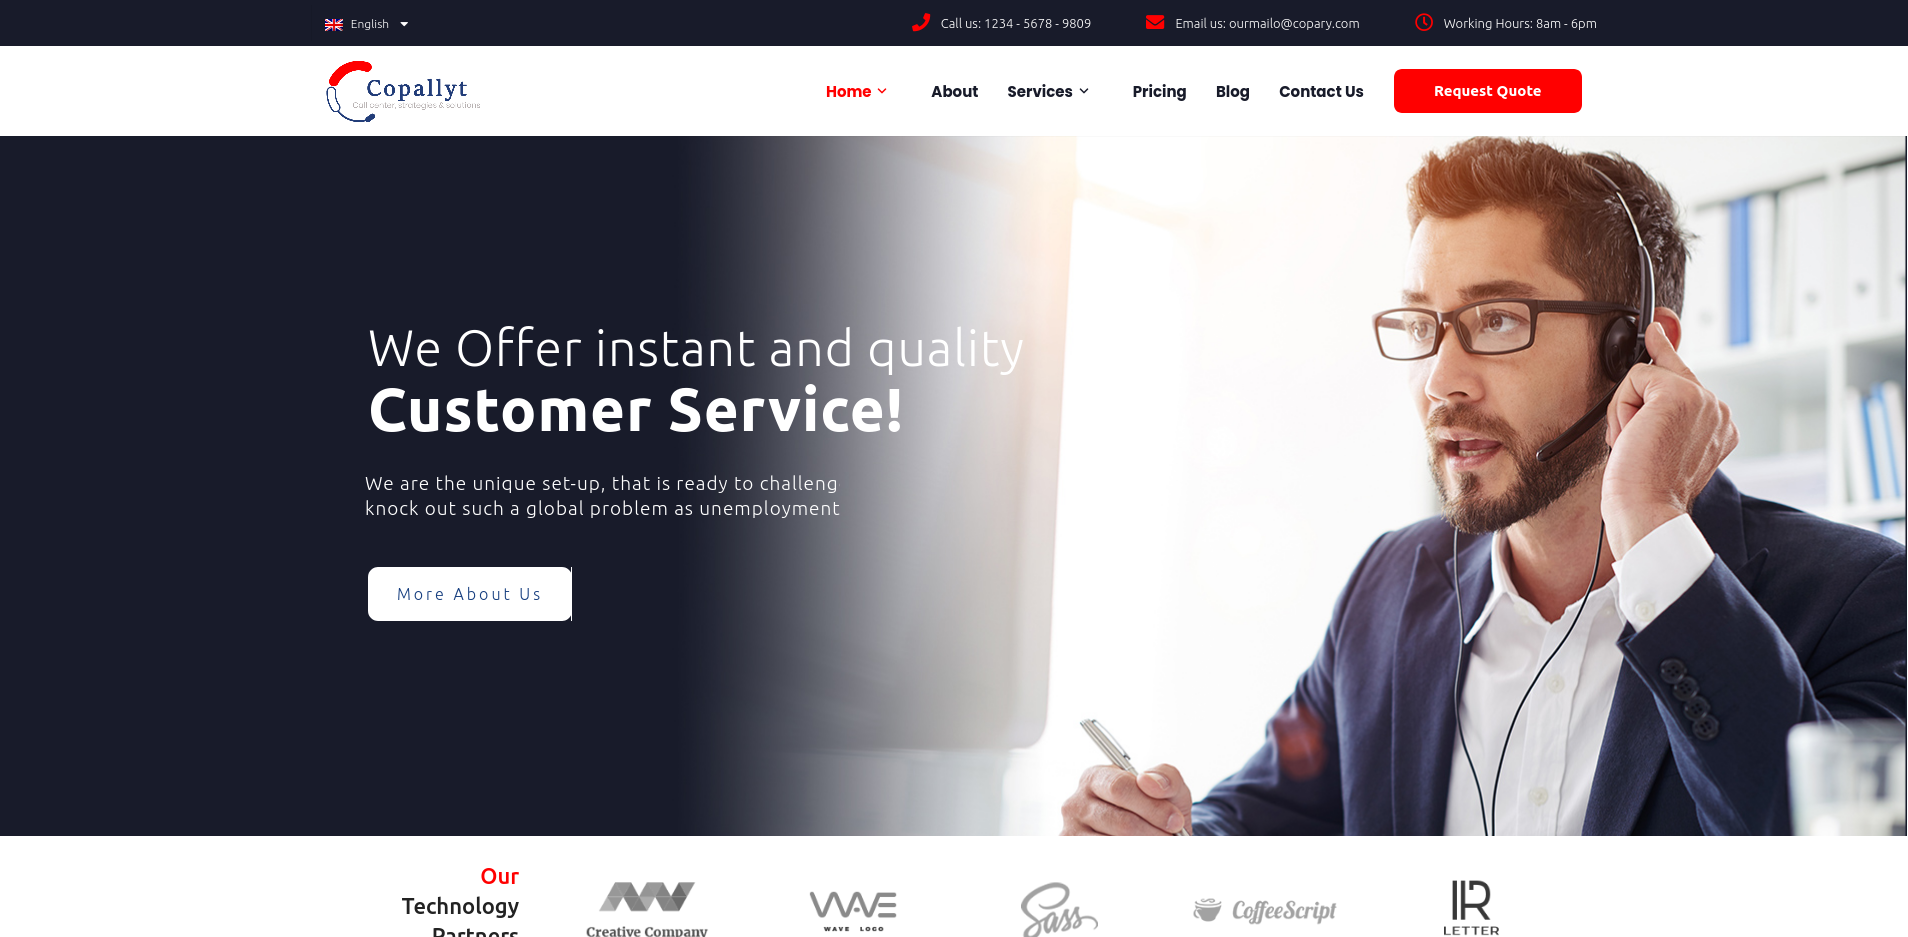 English
Call us: 1234 - 5678 - 9809
Email us: ourmailo@copary.com
Working Hours: 8am - 6pm
Copallyt
Call center, strategies & solutions
Home
About
Services
Pricing
Blog
Contact Us
Request Quote
We Offer instant and quality
Customer Service!
We are the unique set-up, that is ready to challeng
knock out such a global problem as unemployment
More About Us
Our
Technology
Partners
Creative Company
WAVE
WAVE LOGO
Sass
CoffeeScript
LR
LETTER